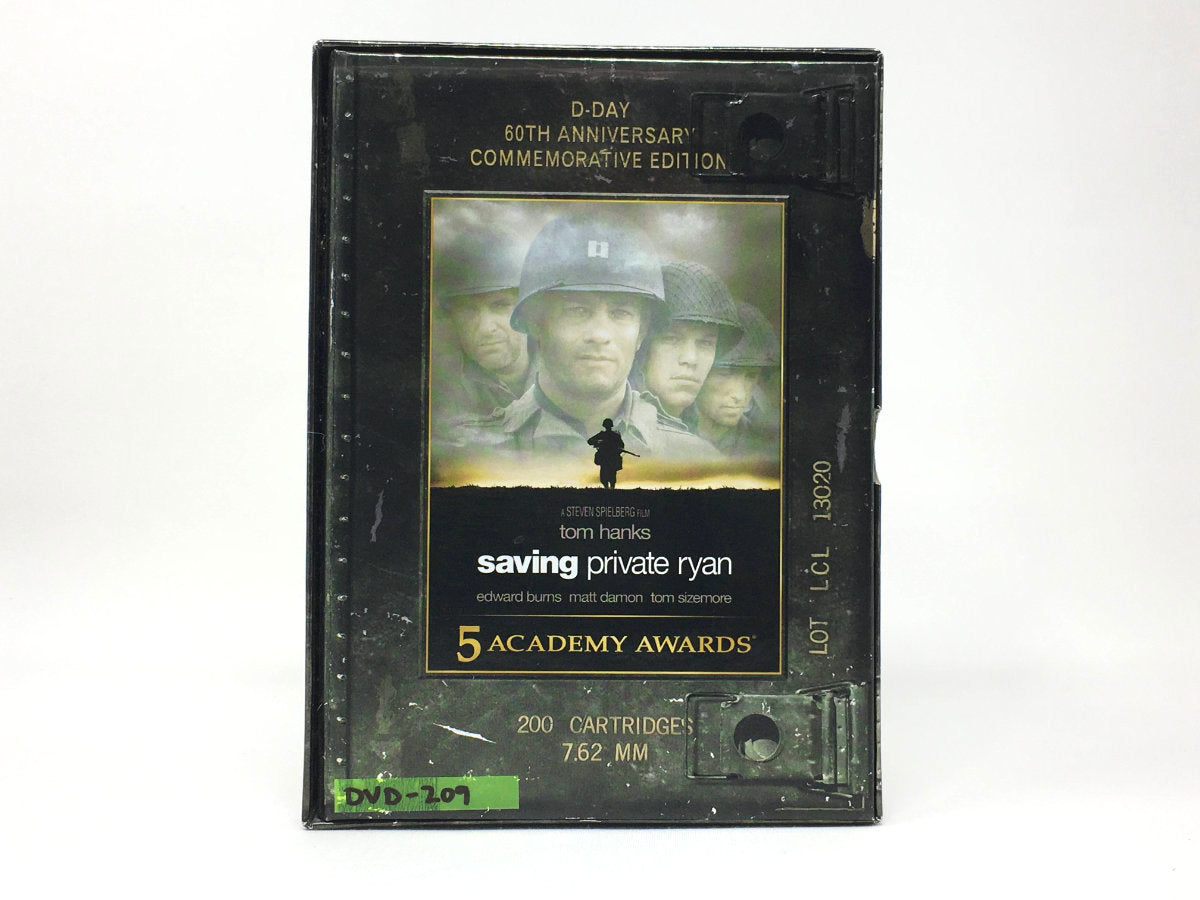 D-DAY
60TH ANNIVERSARY
COMMEMORATIVE EDITION
A STEVEN SPIELBERG FILM
tom hanks
saving private ryan
edward burns matt damon tom sizemore
5 ACADEMY AWARDS®
LOT LCL 13020
200 CARTRIDGES
7.62 MM
DVD-209